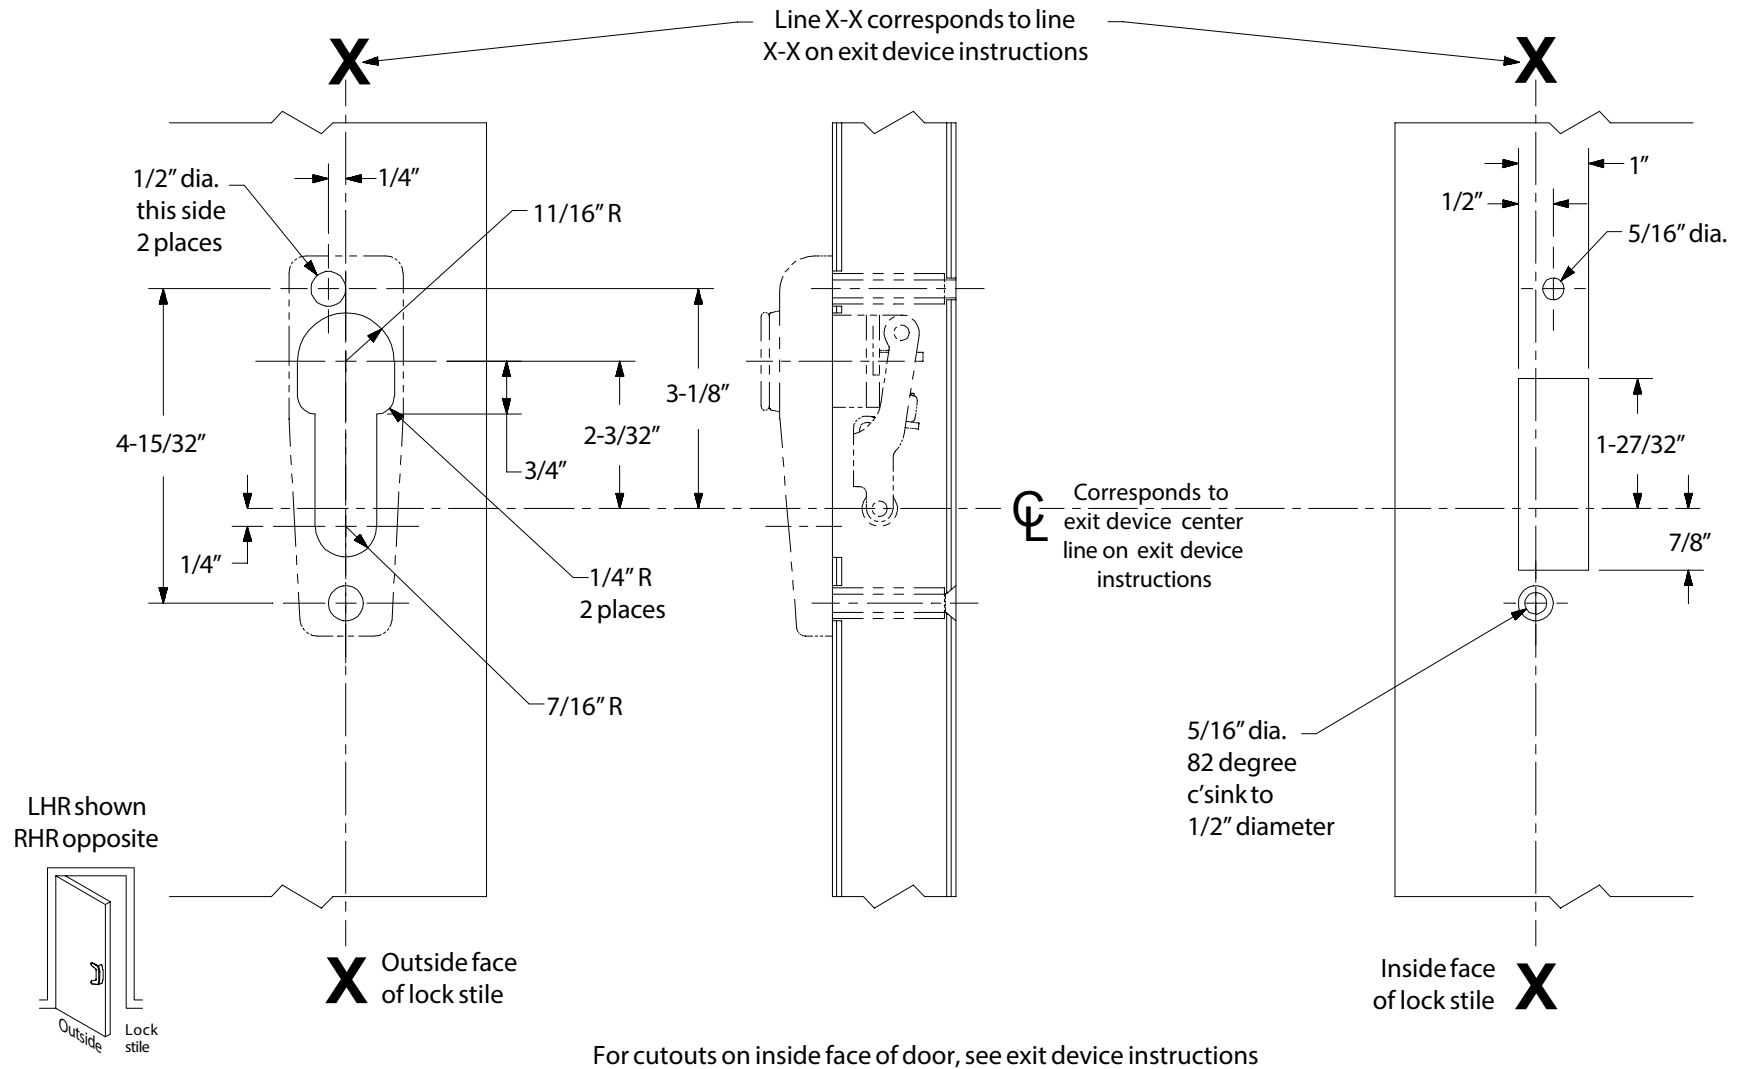 Line X-X corresponds to line
X-X on exit device instructions
X
X
1/2" dia.
this side
2 places
1/4"
11/16" R
4-15/32"
1/4"
3/4"
2-3/32"
3-1/8"
1/4" R
2 places
7/16" R
CL
Corresponds to
exit device center
line on exit device
instructions
1"
1/2"
5/16" dia.
1-27/32"
7/8"
5/16" dia.
82 degree
c'sink to
1/2" diameter
LHR shown
RHR opposite
Outside
Lock
stile
X
Outside face
of lock stile
Inside face
of lock stile
X
For cutouts on inside face of door, see exit device instructions